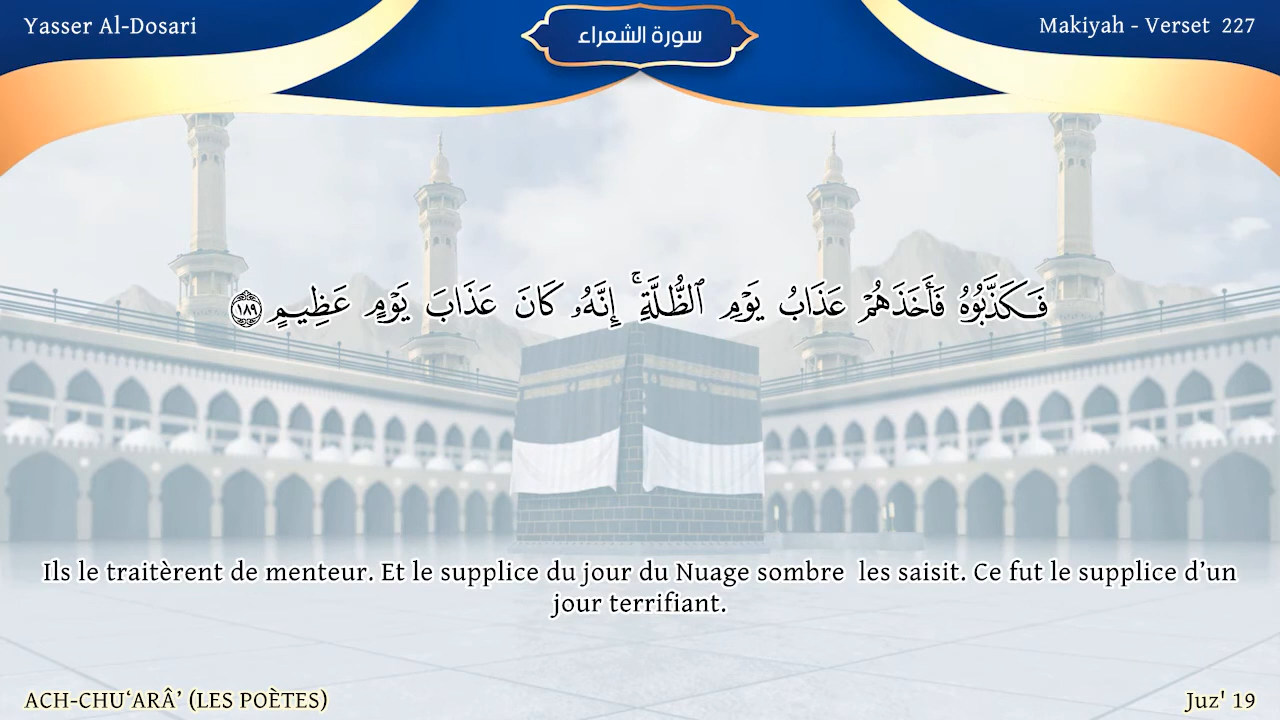 Yasser Al-Dosari
سورة الشعراء
Makiyah - Verset 227
فَكَذَّبُوهُ فَأَخَذَهُمْ عَذَابُ يَوْمِ ٱلظُّلَّةِ ۚ إِنَّهُۥ كَانَ عَذَابَ يَوْمٍ عَظِيمٍ ١٨٩
Ils le traitèrent de menteur. Et le supplice du jour du Nuage sombre les saisit. Ce fut le supplice d’un
jour terrifiant.
ACH-CHU‘ARÂ’ (LES POÈTES)
Juz' 19